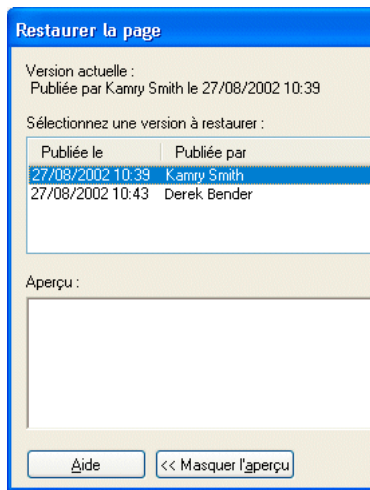 Restaurer la page
Version actuelle :
Publiée par Kamry Smith le 27/08/2002 10:39
Sélectionnez une version à restaurer :
Publiée le Publiée par
27/08/2002 10:39 Kamry Smith
27/08/2002 10:43 Derek Bender
Aperçu :
Aide << Masquer l'aperçu